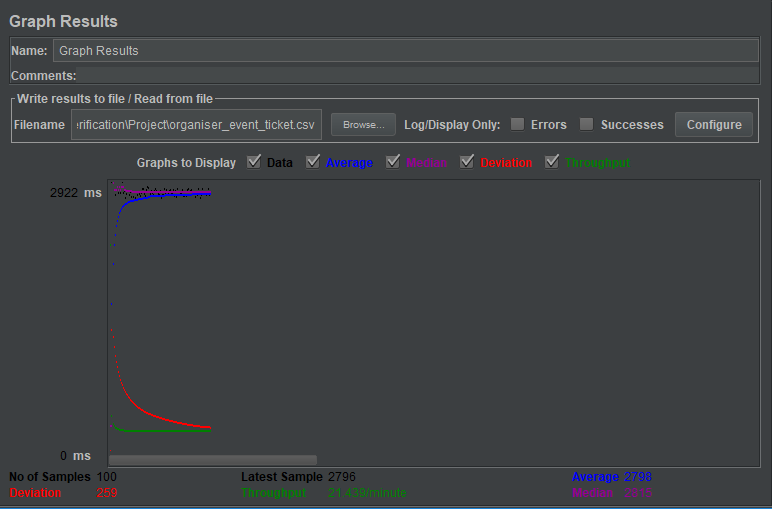 Graph Results
Name: Graph Results
Comments:
Write results to file / Read from file
Filename rification\Project\organiser_event_ticket.csv Browse... Log/Display Only: Errors Successes Configure
Graphs to Display Data Average Median Deviation Throughput
2922 ms
0 ms
No of Samples 100 Latest Sample 2796 Average 2798
Deviation 259 Throughput 21.439/minute Median 2815